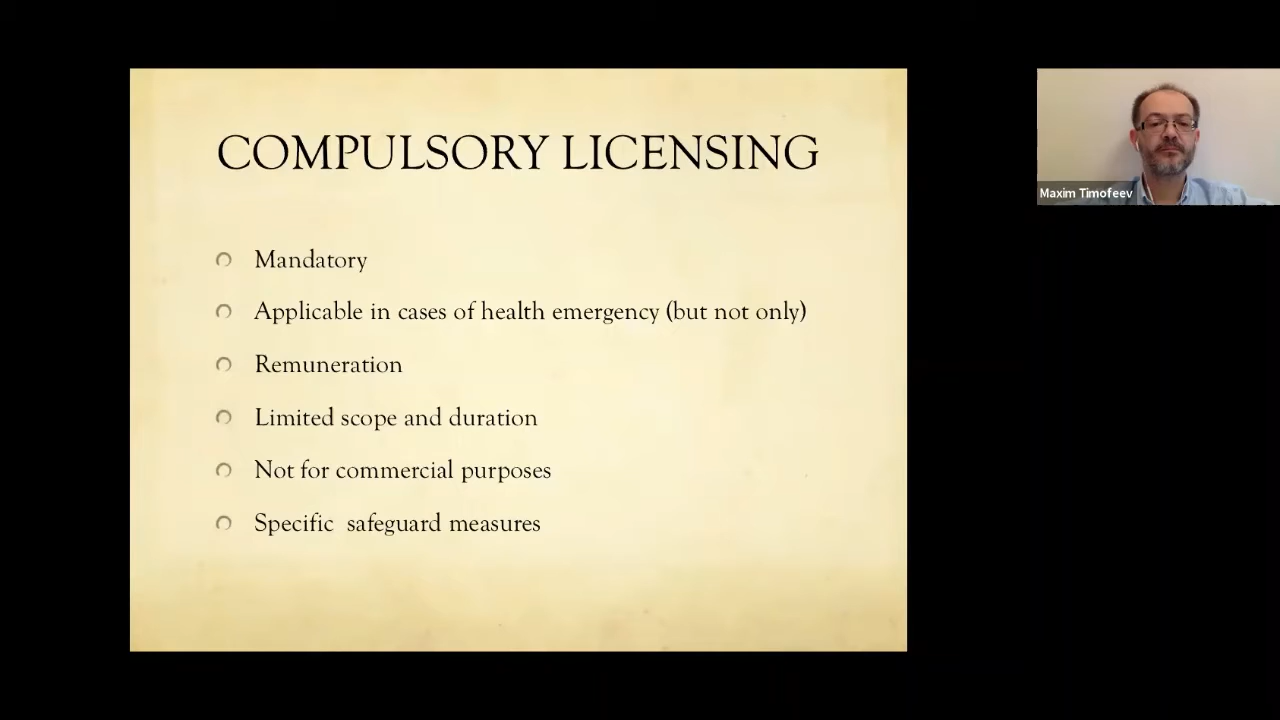 COMPULSORY LICENSING
Mandatory
Applicable in cases of health emergency (but not only)
Remuneration
Limited scope and duration
Not for commercial purposes
Specific  safeguard measures
Maxim Timofeev